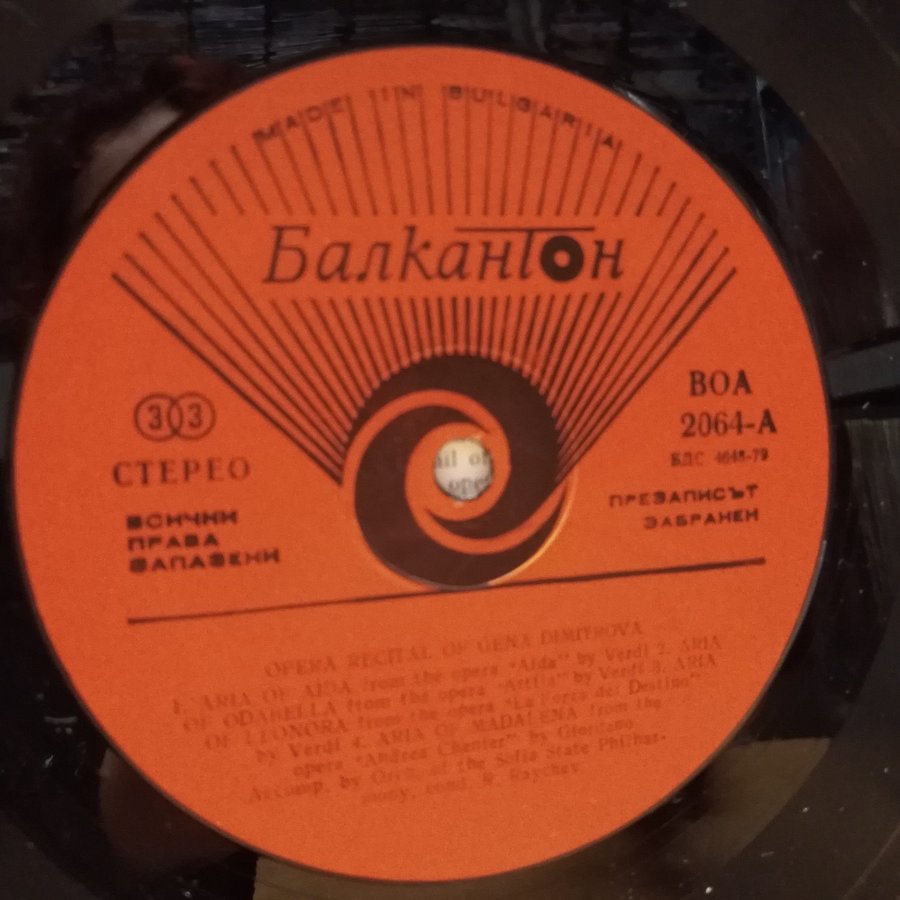 MADE IN BULGARIA
Балкантон
33
СТЕРЕО
ВСИЧКИ
ПРАВА
ЗАПАЗЕНИ
ВОА
2064-А
БДС 4648-79
ПРЕЗАПИСЪТ
ЗАБРАНЕН
OPERA RECITAL OF GENA DIMITROVA
1. ARIA OF AIDA from the opera "Aida" by Verdi 2. ARIA
OF ODABELLA from the opera "Attila" by Verdi 3. ARIA
OF LEONORA from the opera "La Forca del Destino"
by Verdi 4. ARIA OF MADALENA from the
opera "Andrea Chenier" by Giordano
Accomp. by Orch. of the Sofia State Philhar-
mony, cond. R. Raychev